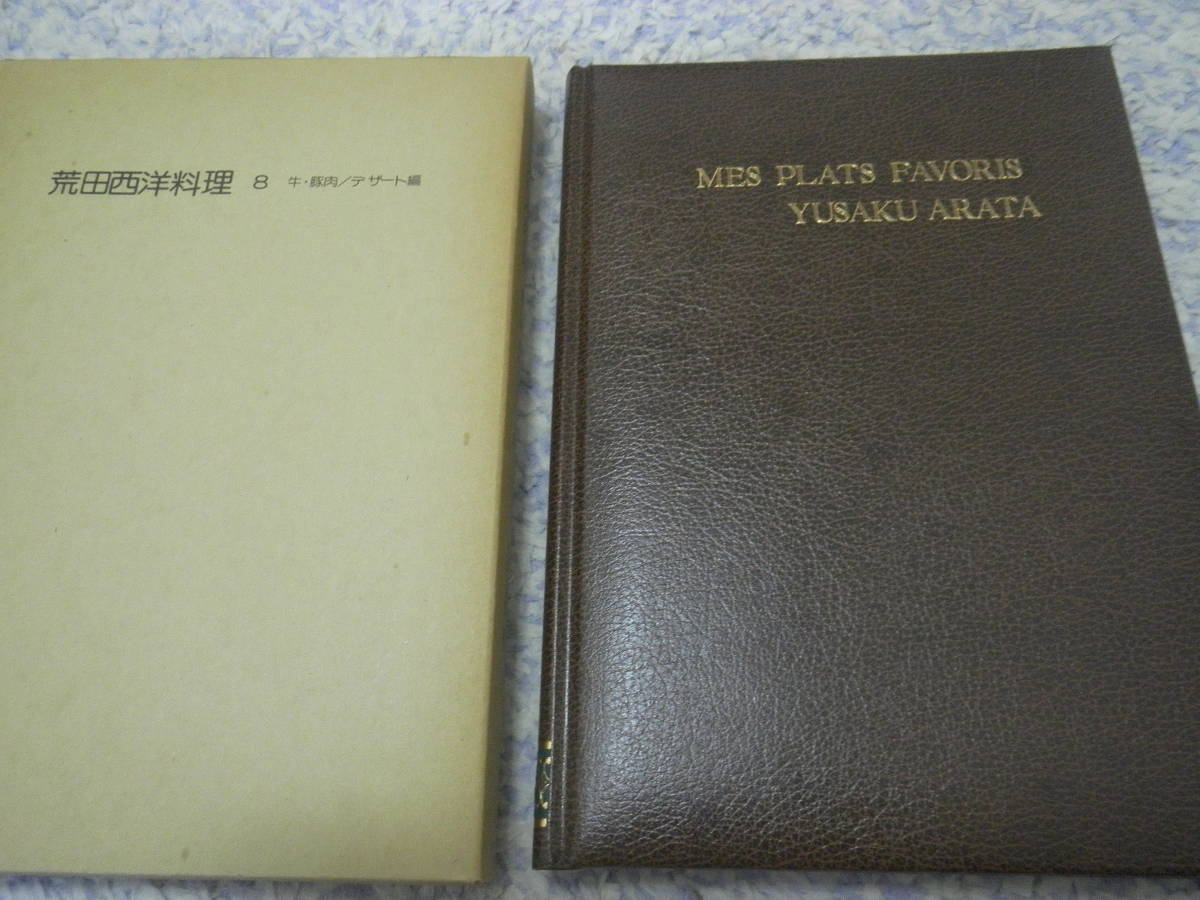 荒田西洋料理 8 牛・豚肉/デザート編
MES PLATS FAVORIS
YUSAKU ARATA
8